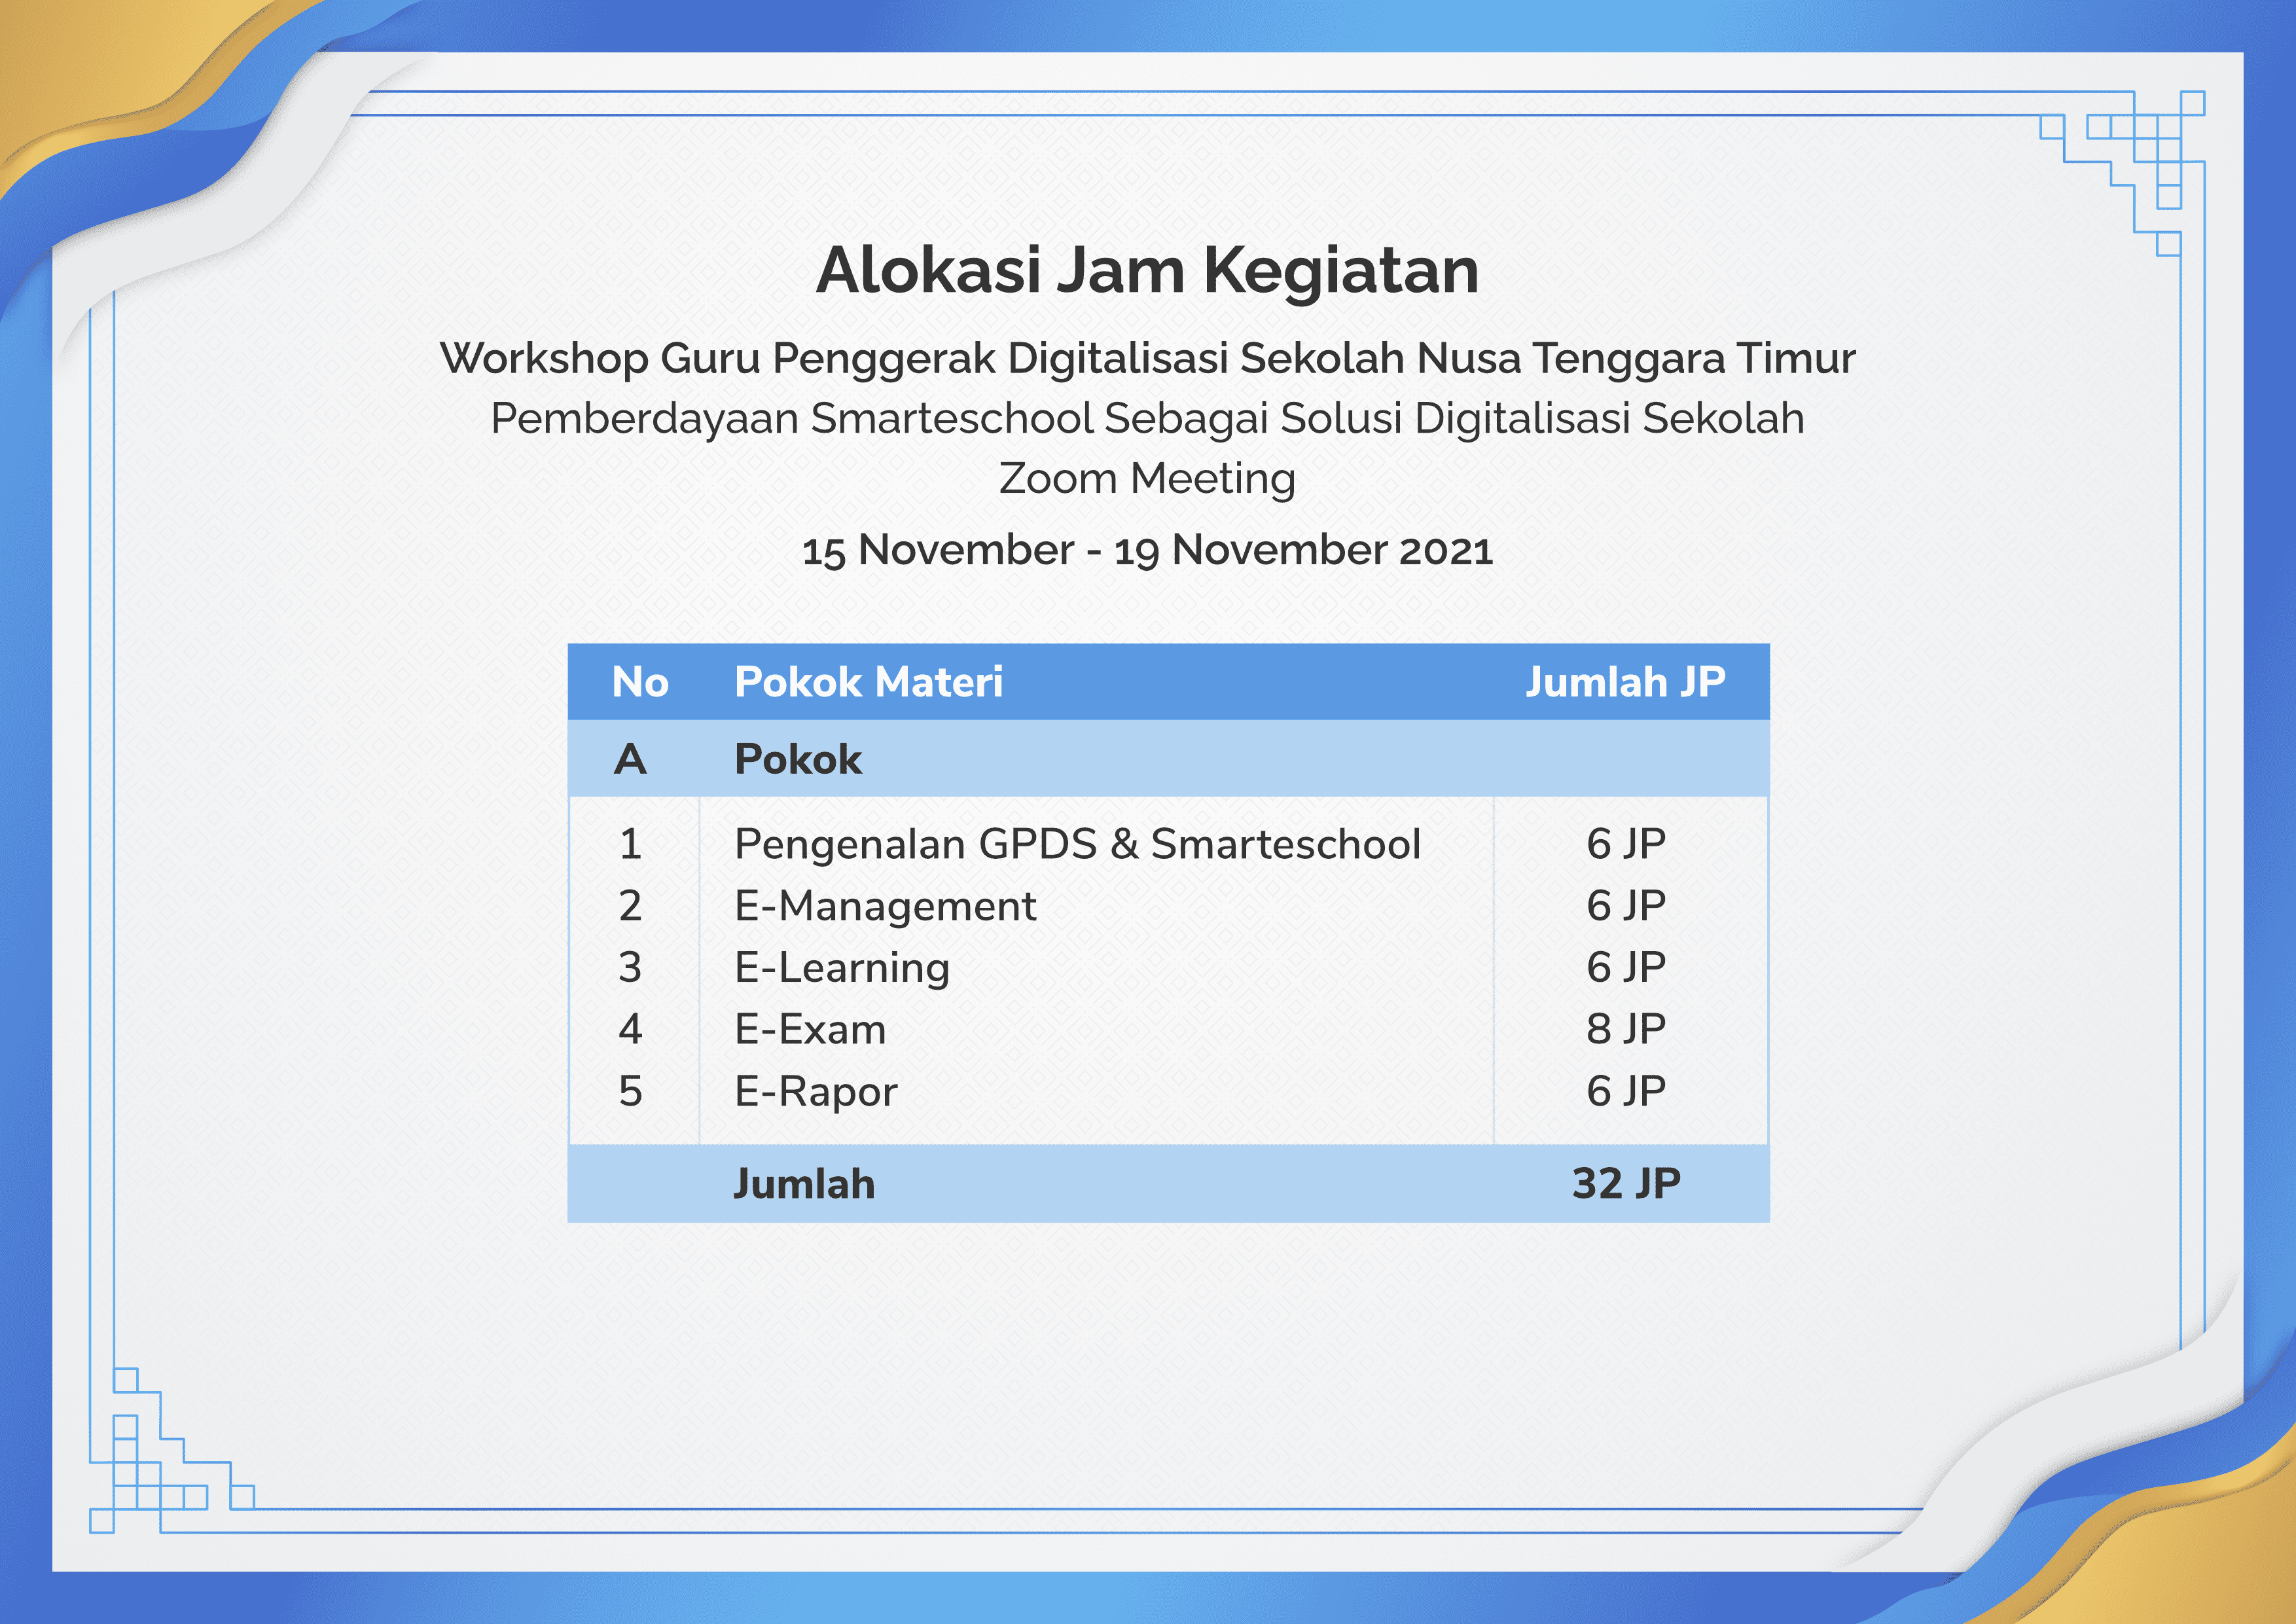 Alokasi Jam Kegiatan
Workshop Guru Penggerak Digitalisasi Sekolah Nusa Tenggara Timur
Pemberdayaan Smarteschool Sebagai Solusi Digitalisasi Sekolah
Zoom Meeting
15 November - 19 November 2021
No Pokok Materi Jumlah JP
A Pokok
1 Pengenalan GPDS & Smarteschool 6 JP
2 E-Management 6 JP
3 E-Learning 6 JP
4 E-Exam 8 JP
5 E-Rapor 6 JP
Jumlah 32 JP